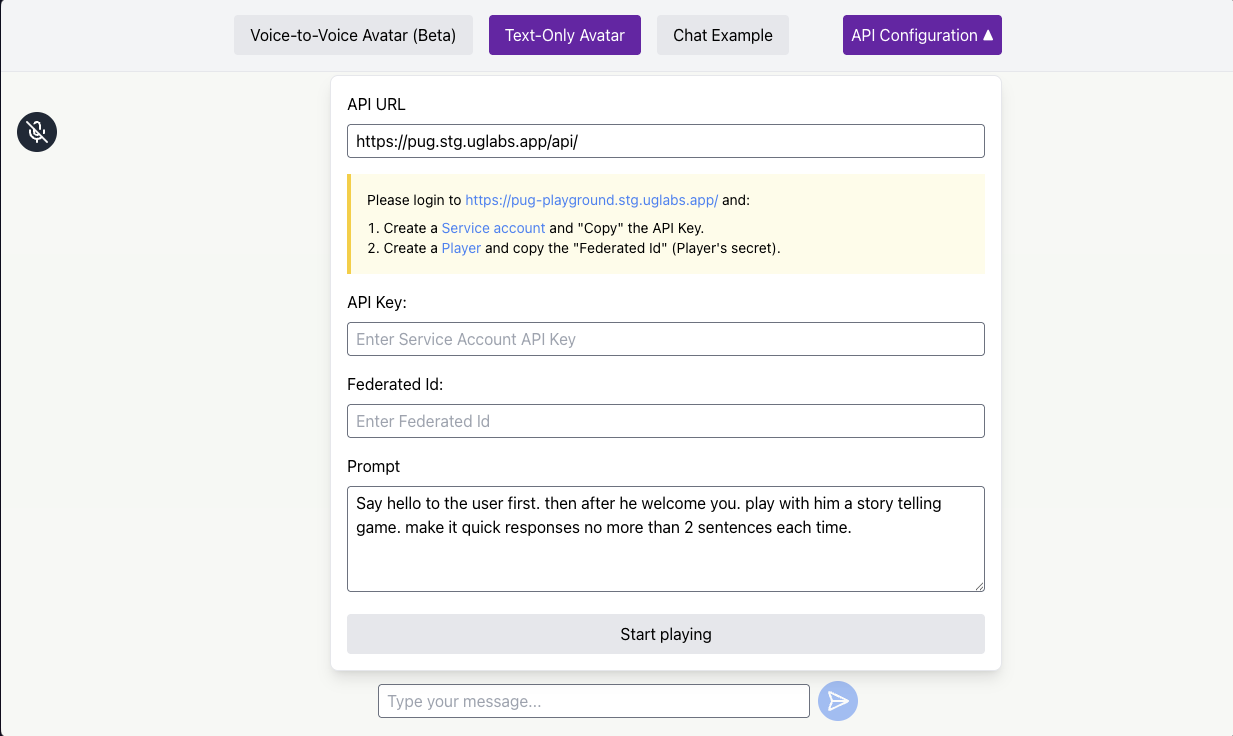 Voice-to-Voice Avatar (Beta)
Text-Only Avatar
Chat Example
API Configuration ▲
API URL
https://pug.stg.uglabs.app/api/
Please login to https://pug-playground.stg.uglabs.app/ and:
1. Create a Service account and "Copy" the API Key.
2. Create a Player and copy the "Federated Id" (Player's secret).
API Key:
Enter Service Account API Key
Federated Id:
Enter Federated Id
Prompt
Say hello to the user first. then after he welcome you. play with him a story telling
game. make it quick responses no more than 2 sentences each time.
Start playing
Type your message...